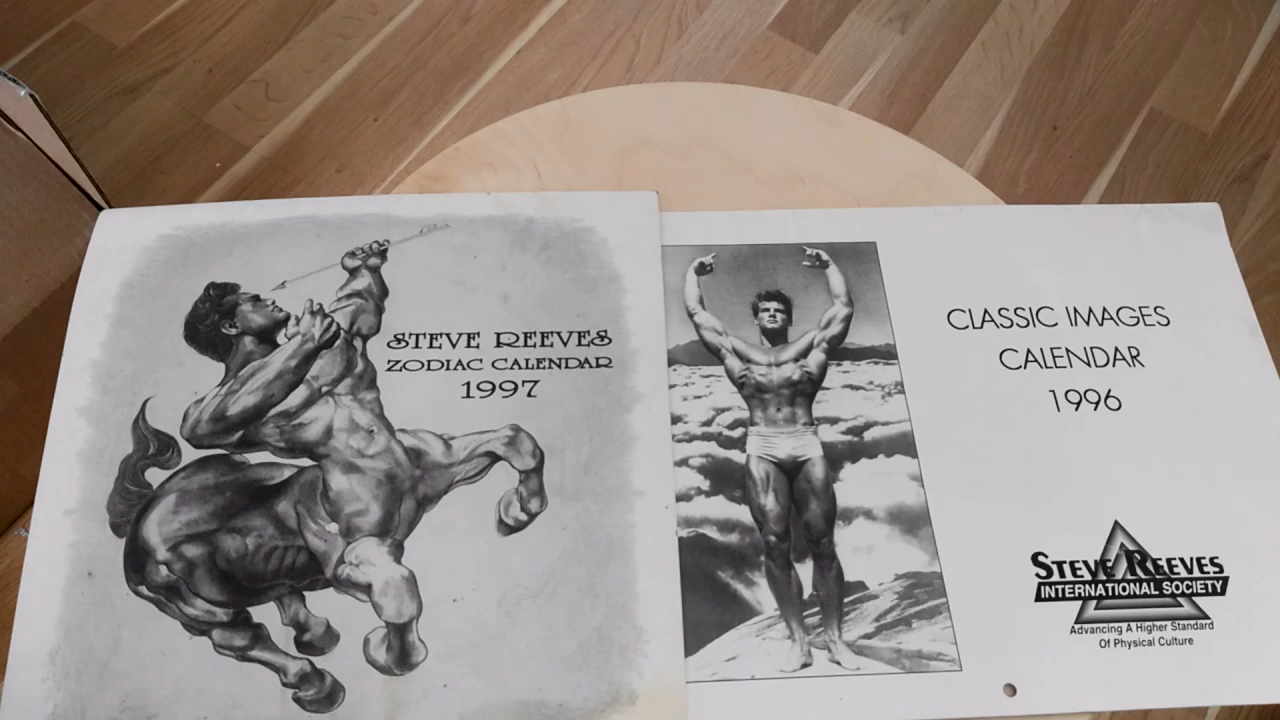 STEVE REEVES
ZODIAC CALENDAR
1997
CLASSIC IMAGES
CALENDAR
1996
STEVE REEVES
INTERNATIONAL SOCIETY
Advancing A Higher Standard
Of Physical Culture